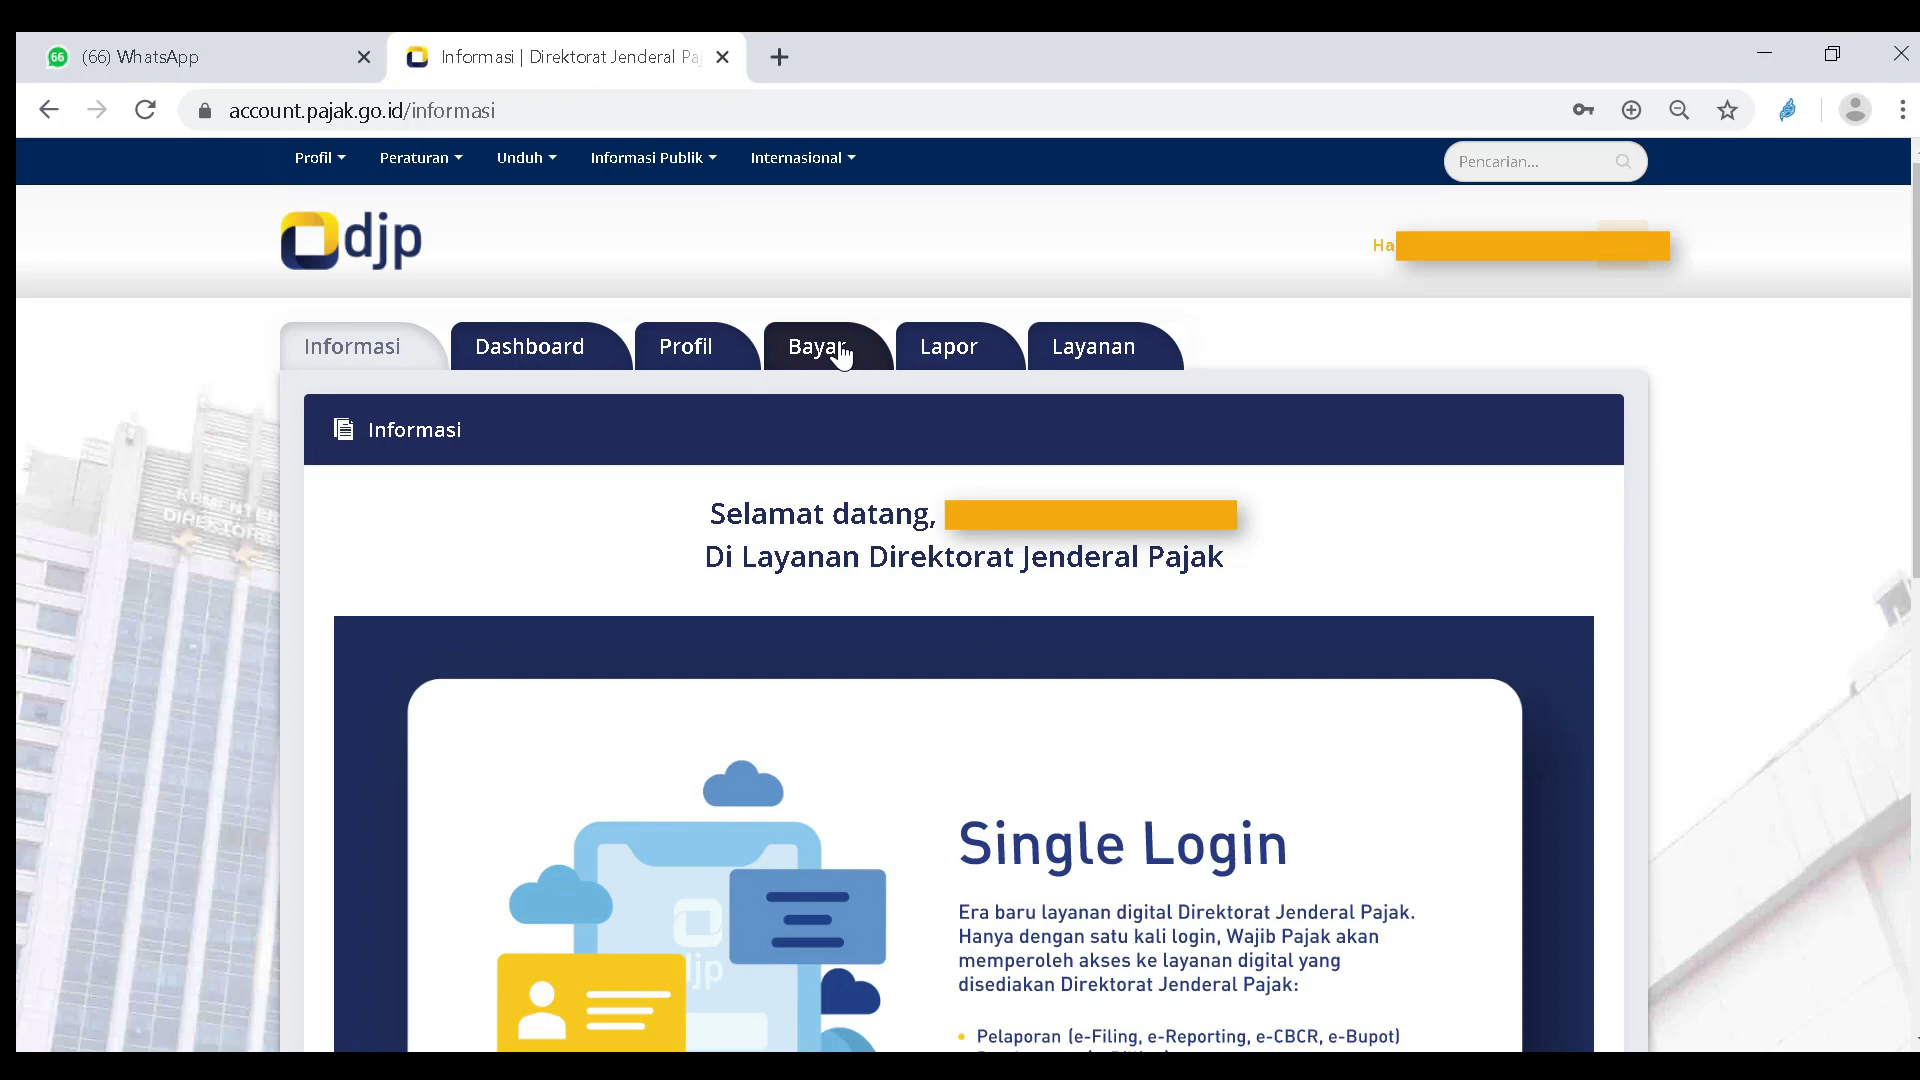 66
(66) WhatsApp
Informasi | Direktorat Jenderal Pa
account.pajak.go.id/informasi
Profil
Peraturan
Unduh
Informasi Publik
Internasional
Pencarian...
djp
Ha
Informasi
Dashboard
Profil
Bayar
Lapor
Layanan
Informasi
Selamat datang,
Di Layanan Direktorat Jenderal Pajak
Single Login
Era baru layanan digital Direktorat Jenderal Pajak.
Hanya dengan satu kali login, Wajib Pajak akan
memperoleh akses ke layanan digital yang
disediakan Direktorat Jenderal Pajak:
• Pelaporan (e-Filing, e-Reporting, e-CBCR, e-Bupot)
djp